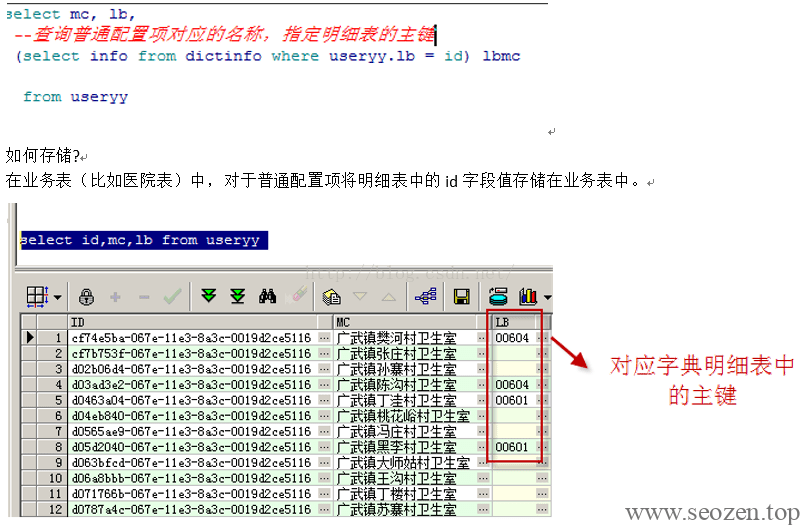 select mc, lb,
--查询普通配置项对应的名称，指定明细表的主键
(select info from dictinfo where useryy.lb = id) lbmc
from useryy
如何存储?
在业务表（比如医院表）中，对于普通配置项将明细表中的 id 字段值存储在业务表中。
select id,mc,lb from useryy
http://blog.csdn.net/
ID MC LB
1 cf74e5ba-067e-11e3-8a3c-0019d2ce5116 ··· 广武镇樊河村卫生室 ··· 00604 ···
2 cf7b753f-067e-11e3-8a3c-0019d2ce5116 ··· 广武镇张庄村卫生室 ··· ···
3 d02b06d4-067e-11e3-8a3c-0019d2ce5116 ··· 广武镇孙寨村卫生室 ··· ···
4 d03ad3e2-067e-11e3-8a3c-0019d2ce5116 ··· 广武镇陈沟村卫生室 ··· 00604 ···
5 d0463a04-067e-11e3-8a3c-0019d2ce5116 ··· 广武镇丁洼村卫生室 ··· 00601 ···
6 d04eb840-067e-11e3-8a3c-0019d2ce5116 ··· 广武镇桃花峪村卫生室 ··· ···
7 d0565ae9-067e-11e3-8a3c-0019d2ce5116 ··· 广武镇冯庄村卫生室 ··· ···
8 d05d2040-067e-11e3-8a3c-0019d2ce5116 ··· 广武镇黑李村卫生室 ··· 00601 ···
9 d063bfcd-067e-11e3-8a3c-0019d2ce5116 ··· 广武镇大师姑村卫生室 ··· ···
10 d06a8bbb-067e-11e3-8a3c-0019d2ce5116 ··· 广武镇王沟村卫生室 ··· ···
11 d071766b-067e-11e3-8a3c-0019d2ce5116 ··· 广武镇丁楼村卫生室 ··· ···
12 d0787a4c-067e-11e3-8a3c-0019d2ce5116 ··· 广武镇苏寨村卫生室 ··· ···
对应字典明细表中
的主键
www.seozen.top